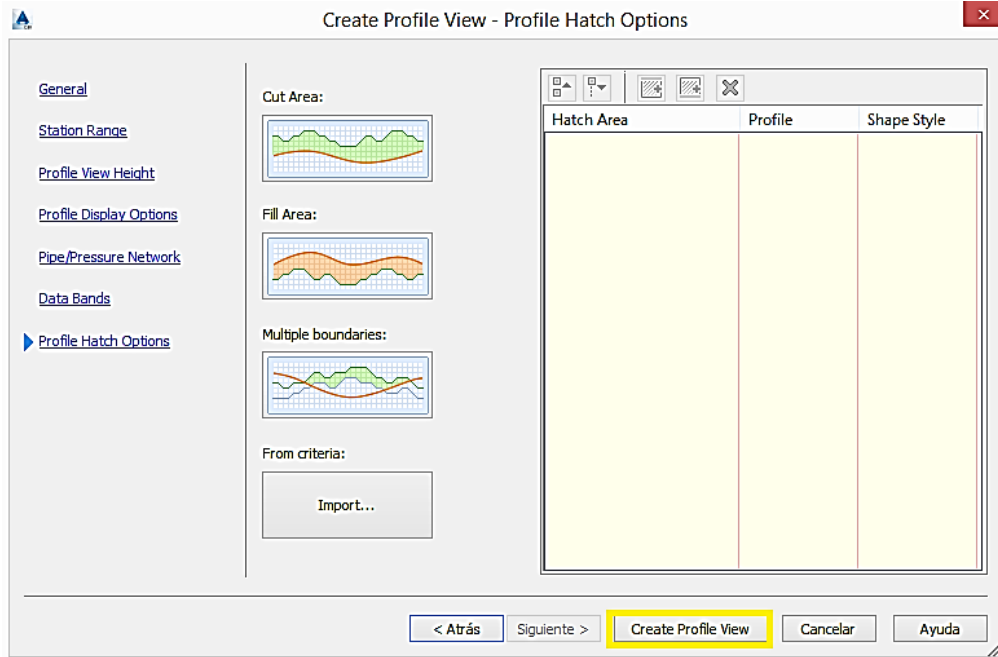 Create Profile View - Profile Hatch Options
General
Station Range
Profile View Height
Profile Display Options
Pipe/Pressure Network
Data Bands
Profile Hatch Options
Cut Area:
Fill Area:
Multiple boundaries:
From criteria:
Import...
Hatch Area Profile Shape Style
< Atrás Siguiente > Create Profile View Cancelar Ayuda